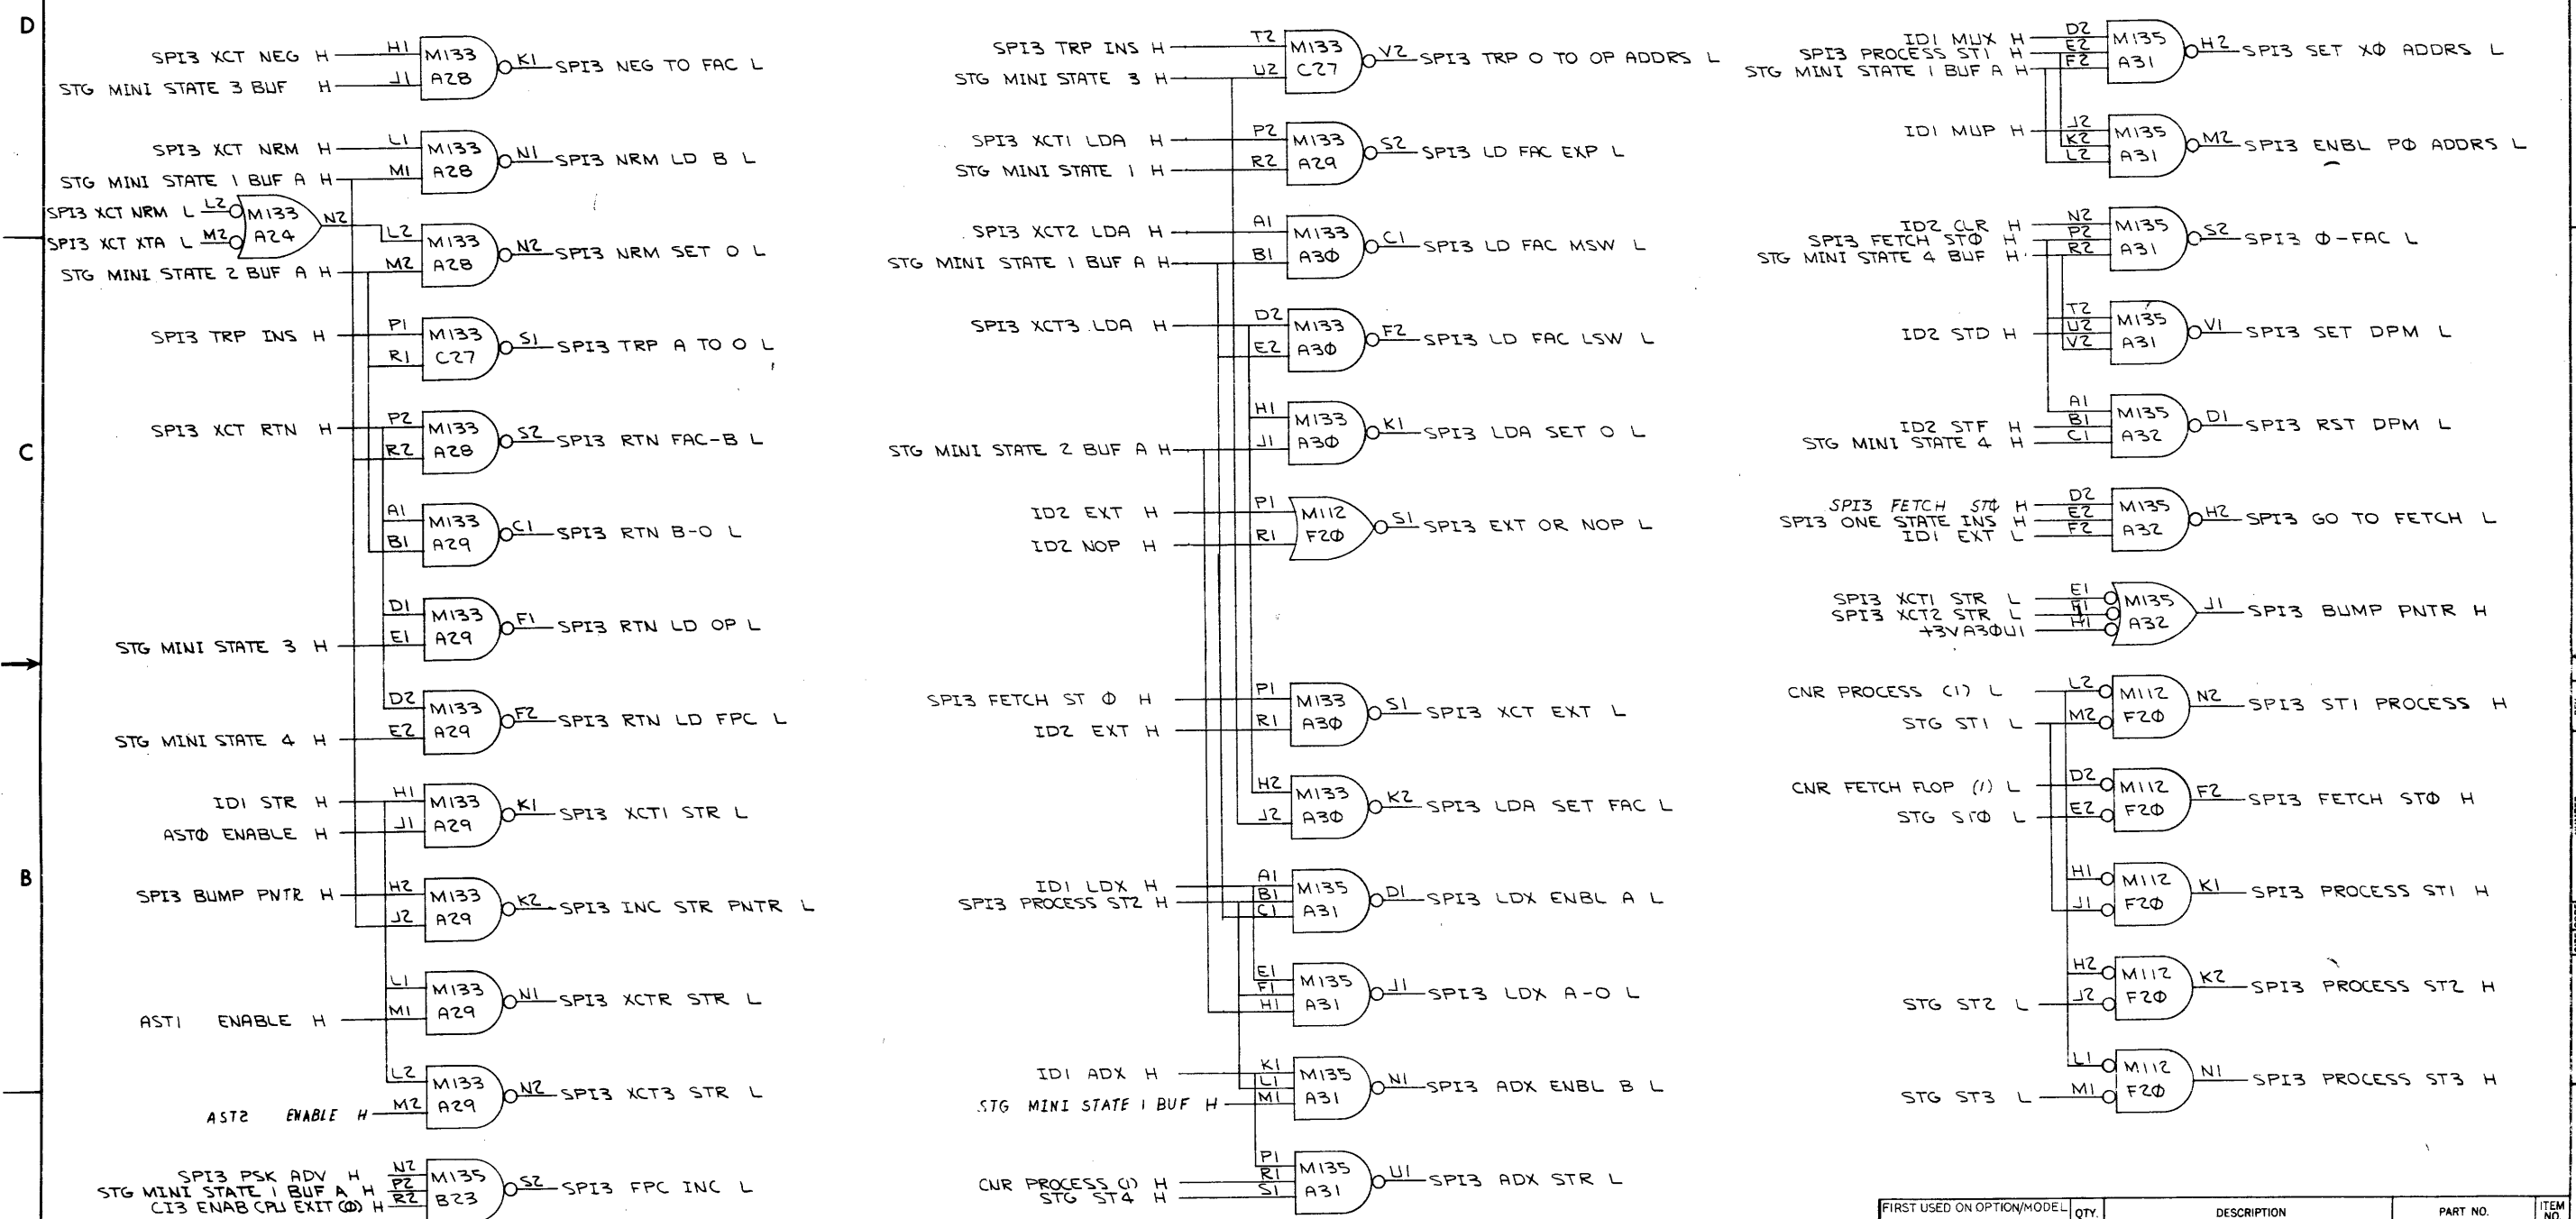 D
C
B
SPI3 XCT NEG H
H1
STG MINI STATE 3 BUF H
J1
M133
A28
K1
SPI3 NEG TO FAC L
SPI3 XCT NRM H
L1
STG MINI STATE 1 BUF A H
M1
M133
A28
N1
SPI3 NRM LD B L
SPI3 XCT NRM L
L2
SPI3 XCT XTA L
M2
M133
A24
N2
L2
STG MINI STATE 2 BUF A H
M2
M133
A28
N2
SPI3 NRM SET O L
SPI3 TRP INS H
P1
R1
M133
C27
S1
SPI3 TRP A TO O L
SPI3 XCT RTN H
P2
R2
M133
A28
S2
SPI3 RTN FAC-B L
A1
B1
M133
A29
C1
SPI3 RTN B-O L
D1
STG MINI STATE 3 H
E1
M133
A29
F1
SPI3 RTN LD OP L
D2
STG MINI STATE 4 H
E2
M133
A29
F2
SPI3 RTN LD FPC L
ID1 STR H
H1
ASTØ ENABLE H
J1
M133
A29
K1
SPI3 XCT1 STR L
SPI3 BUMP PNTR H
H2
J2
M133
A29
K2
SPI3 INC STR PNTR L
L1
AST1 ENABLE H
M1
M133
A29
N1
SPI3 XCTR STR L
L2
AST2 ENABLE H
M2
M133
A29
N2
SPI3 XCT3 STR L
SPI3 PSK ADV H
N2
STG MINI STATE 1 BUF A H
P2
CI3 ENAB CPU EXIT (Ø) H
R2
M135
B23
S2
SPI3 FPC INC L
SPI3 TRP INS H
T2
STG MINI STATE 3 H
U2
M133
C27
V2
SPI3 TRP O TO OP ADDRS L
SPI3 XCT1 LDA H
P2
STG MINI STATE 1 H
R2
M133
A29
S2
SPI3 LD FAC EXP L
SPI3 XCT2 LDA H
A1
STG MINI STATE 1 BUF A H
B1
M133
A3Ø
C1
SPI3 LD FAC MSW L
SPI3 XCT3 LDA H
D2
E2
M133
A3Ø
F2
SPI3 LD FAC LSW L
H1
STG MINI STATE 2 BUF A H
J1
M133
A3Ø
K1
SPI3 LDA SET O L
ID2 EXT H
P1
ID2 NOP H
R1
M112
F2Ø
S1
SPI3 EXT OR NOP L
SPI3 FETCH ST Ø H
P1
ID2 EXT H
R1
M133
A3Ø
S1
SPI3 XCT EXT L
H2
J2
M133
A3Ø
K2
SPI3 LDA SET FAC L
ID1 LDX H
A1
SPI3 PROCESS ST2 H
B1
C1
M135
A31
D1
SPI3 LDX ENBL A L
E1
F1
H1
M135
A31
J1
SPI3 LDX A-O L
ID1 ADX H
K1
L1
STG MINI STATE 1 BUF H
M1
M135
A31
N1
SPI3 ADX ENBL B L
P1
CNR PROCESS (1) H
R1
STG ST4 H
S1
M135
A31
U1
SPI3 ADX STR L
ID1 MUX H
D2
SPI3 PROCESS ST1 H
E2
STG MINI STATE 1 BUF A H
F2
M135
A31
H2
SPI3 SET XØ ADDRS L
ID1 MUP H
J2
K2
L2
M135
A31
M2
SPI3 ENBL PØ ADDRS L
ID2 CLR H
N2
SPI3 FETCH STØ H
P2
STG MINI STATE 4 BUF H
R2
M135
A31
S2
SPI3 Ø-FAC L
T2
ID2 STD H
U2
V2
M135
A31
V1
SPI3 SET DPM L
A1
ID2 STF H
B1
STG MINI STATE 4 H
C1
M135
A32
D1
SPI3 RST DPM L
SPI3 FETCH STØ H
D2
SPI3 ONE STATE INS H
E2
ID1 EXT L
F2
M135
A32
H2
SPI3 GO TO FETCH L
SPI3 XCT1 STR L
E1
SPI3 XCT2 STR L
F1
+3VA3ØU1
H1
M135
A32
J1
SPI3 BUMP PNTR H
CNR PROCESS (1) L
L2
STG ST1 L
M2
M112
F2Ø
N2
SPI3 ST1 PROCESS H
CNR FETCH FLOP (1) L
D2
STG STØ L
E2
M112
F2Ø
F2
SPI3 FETCH STØ H
H1
J1
M112
F2Ø
K1
SPI3 PROCESS ST1 H
H2
STG ST2 L
J2
M112
F2Ø
K2
SPI3 PROCESS ST2 H
L1
STG ST3 L
M1
M112
F2Ø
N1
SPI3 PROCESS ST3 H
FIRST USED ON OPTION/MODEL
QTY.
DESCRIPTION
PART NO.
ITEM NO.